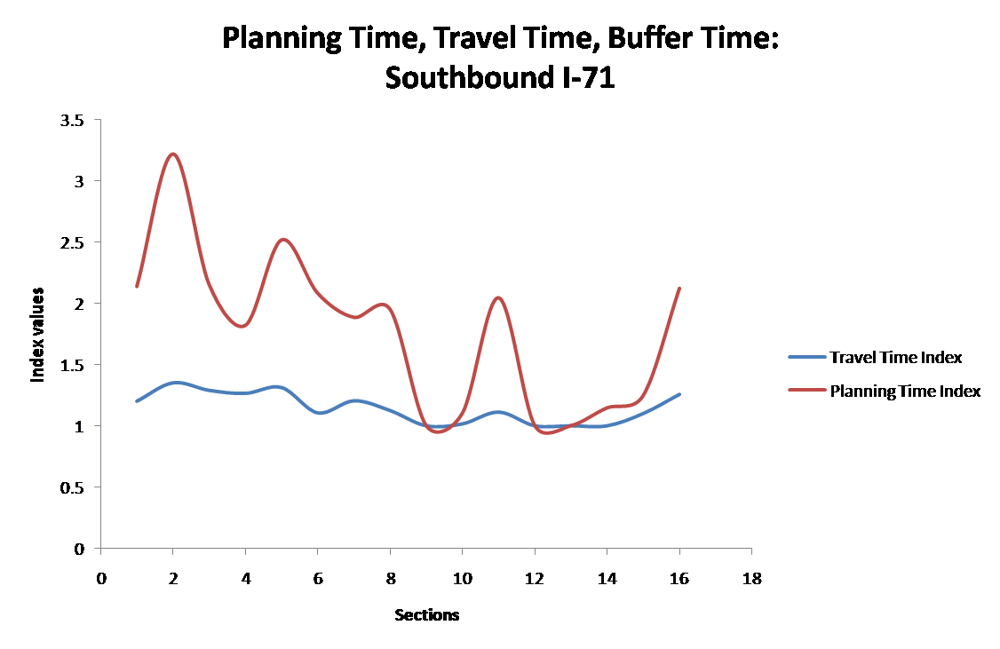 Planning Time, Travel Time, Buffer Time:
Southbound I-71
3.5
3
2.5
2
1.5
1
0.5
0
Index values
0 2 4 6 8 10 12 14 16 18
Sections
Travel Time Index
Planning Time Index